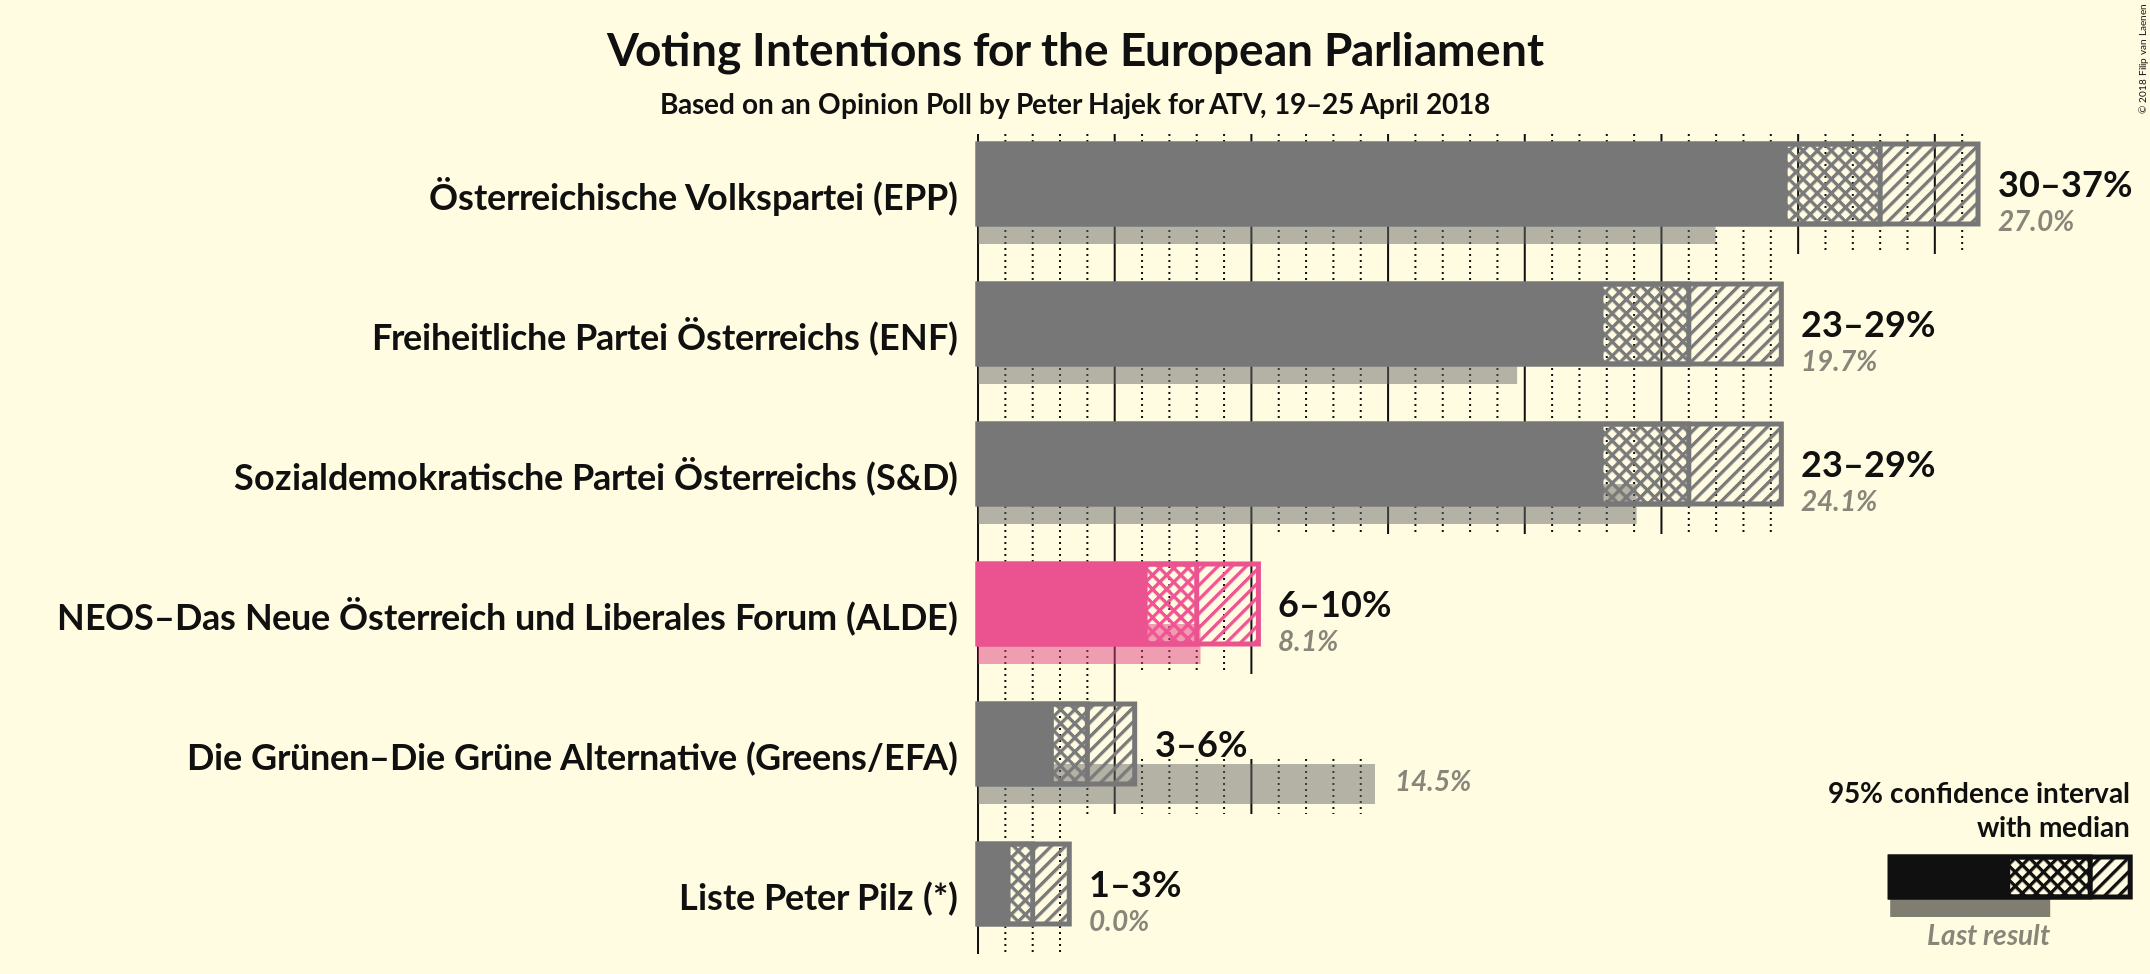 Voting Intentions for the European Parliament
Based on an Opinion Poll by Peter Hajek for ATV, 19–25 April 2018
© 2018 Filip van Laenen
Österreichische Volkspartei (EPP)
30–37%
27.0%
Freiheitliche Partei Österreichs (ENF)
23–29%
19.7%
Sozialdemokratische Partei Österreichs (S&D)
23–29%
24.1%
NEOS–Das Neue Österreich und Liberales Forum (ALDE)
6–10%
8.1%
Die Grünen–Die Grüne Alternative (Greens/EFA)
3–6%
14.5%
Liste Peter Pilz (*)
1–3%
0.0%
95% confidence interval
with median
Last result